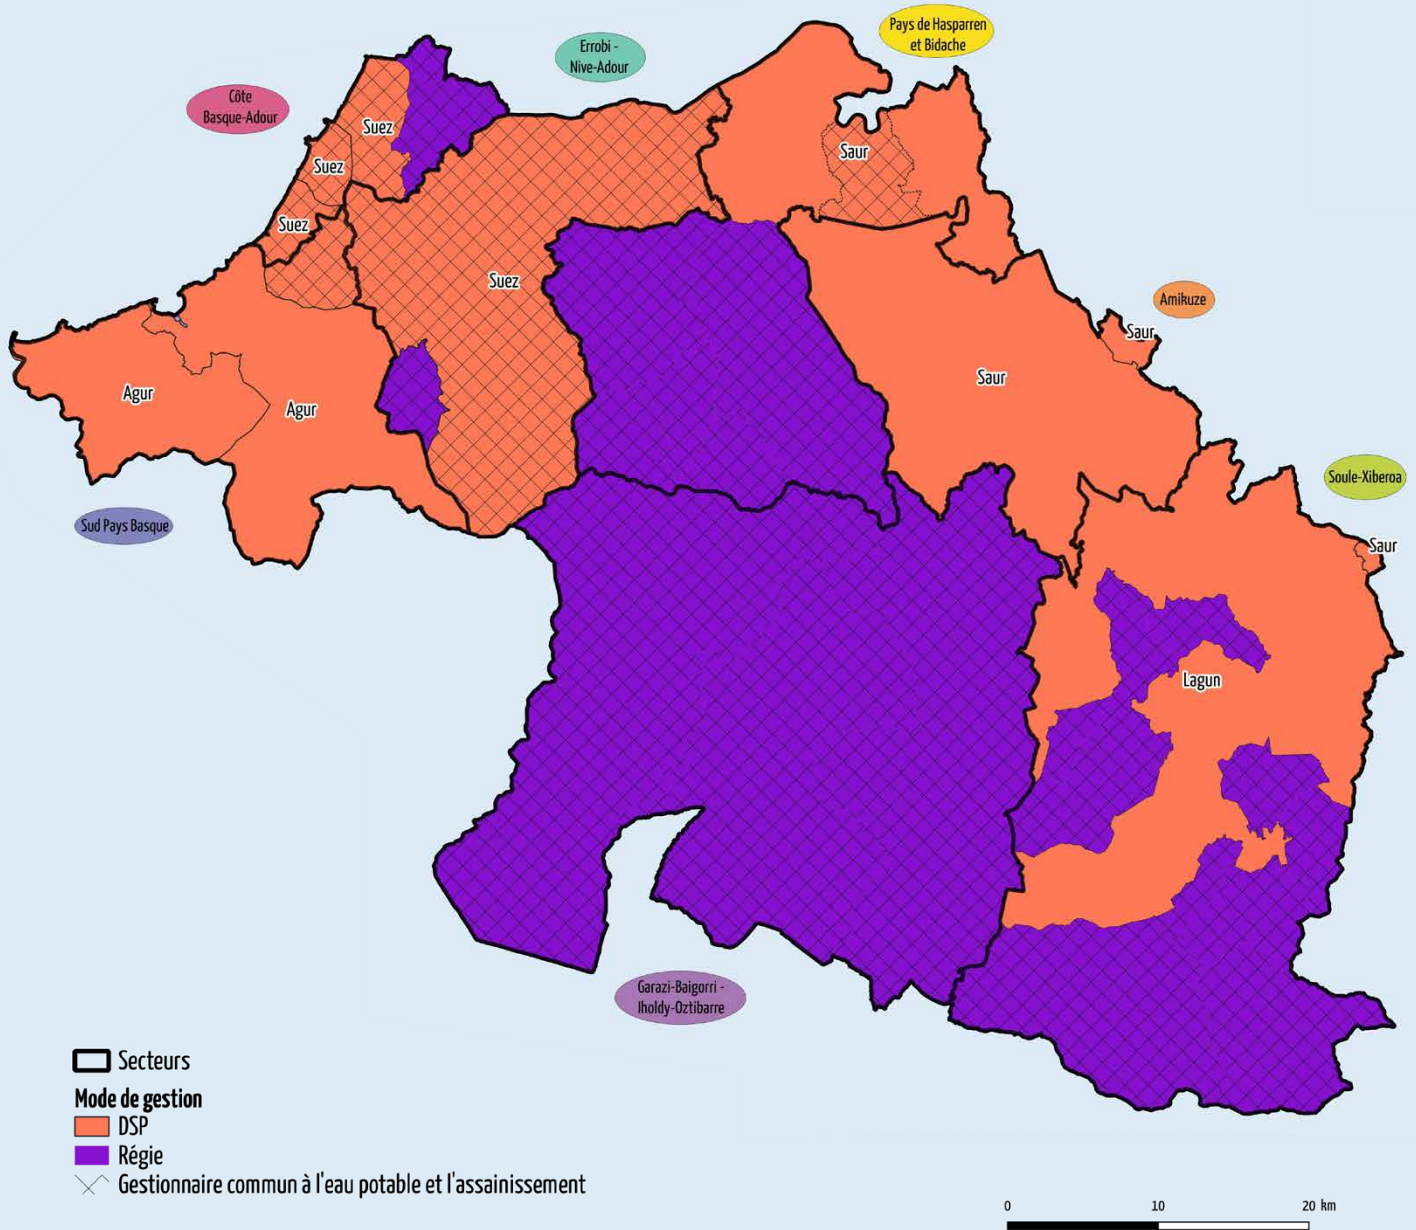 Pays de Hasparren
et Bidache
Errobi -
Nive-Adour
Côte
Basque-Adour
Suez
Saur
Suez
Suez
Suez
Amikuze
Saur
Saur
Agur
Agur
Soule-Xiberoa
Sud Pays Basque
Saur
Lagun
Garazi-Baigorri -
Iholdy-Oztibarre
Secteurs
Mode de gestion
DSP
Régie
Gestionnaire commun à l'eau potable et l'assainissement
0 10 20 km